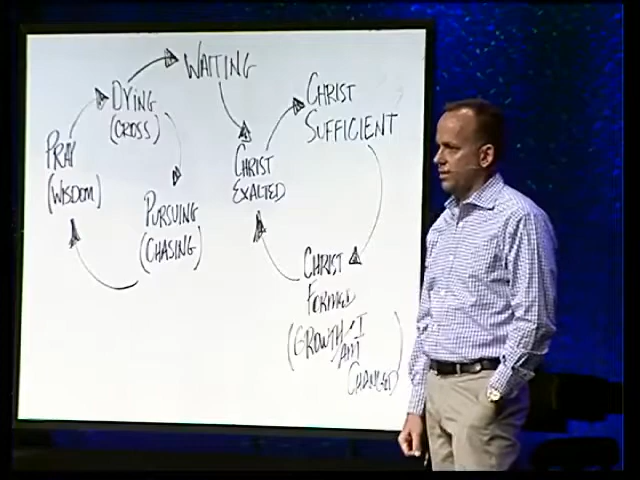 WAITING
DYING
(CROSS)
PRAY
(WISDOM)
PURSUING
(CHASING)
CHRIST
EXALTED
CHRIST
SUFFICIENT
CHRIST
FORMED
(GROWTH / I
AM
CHANGED)